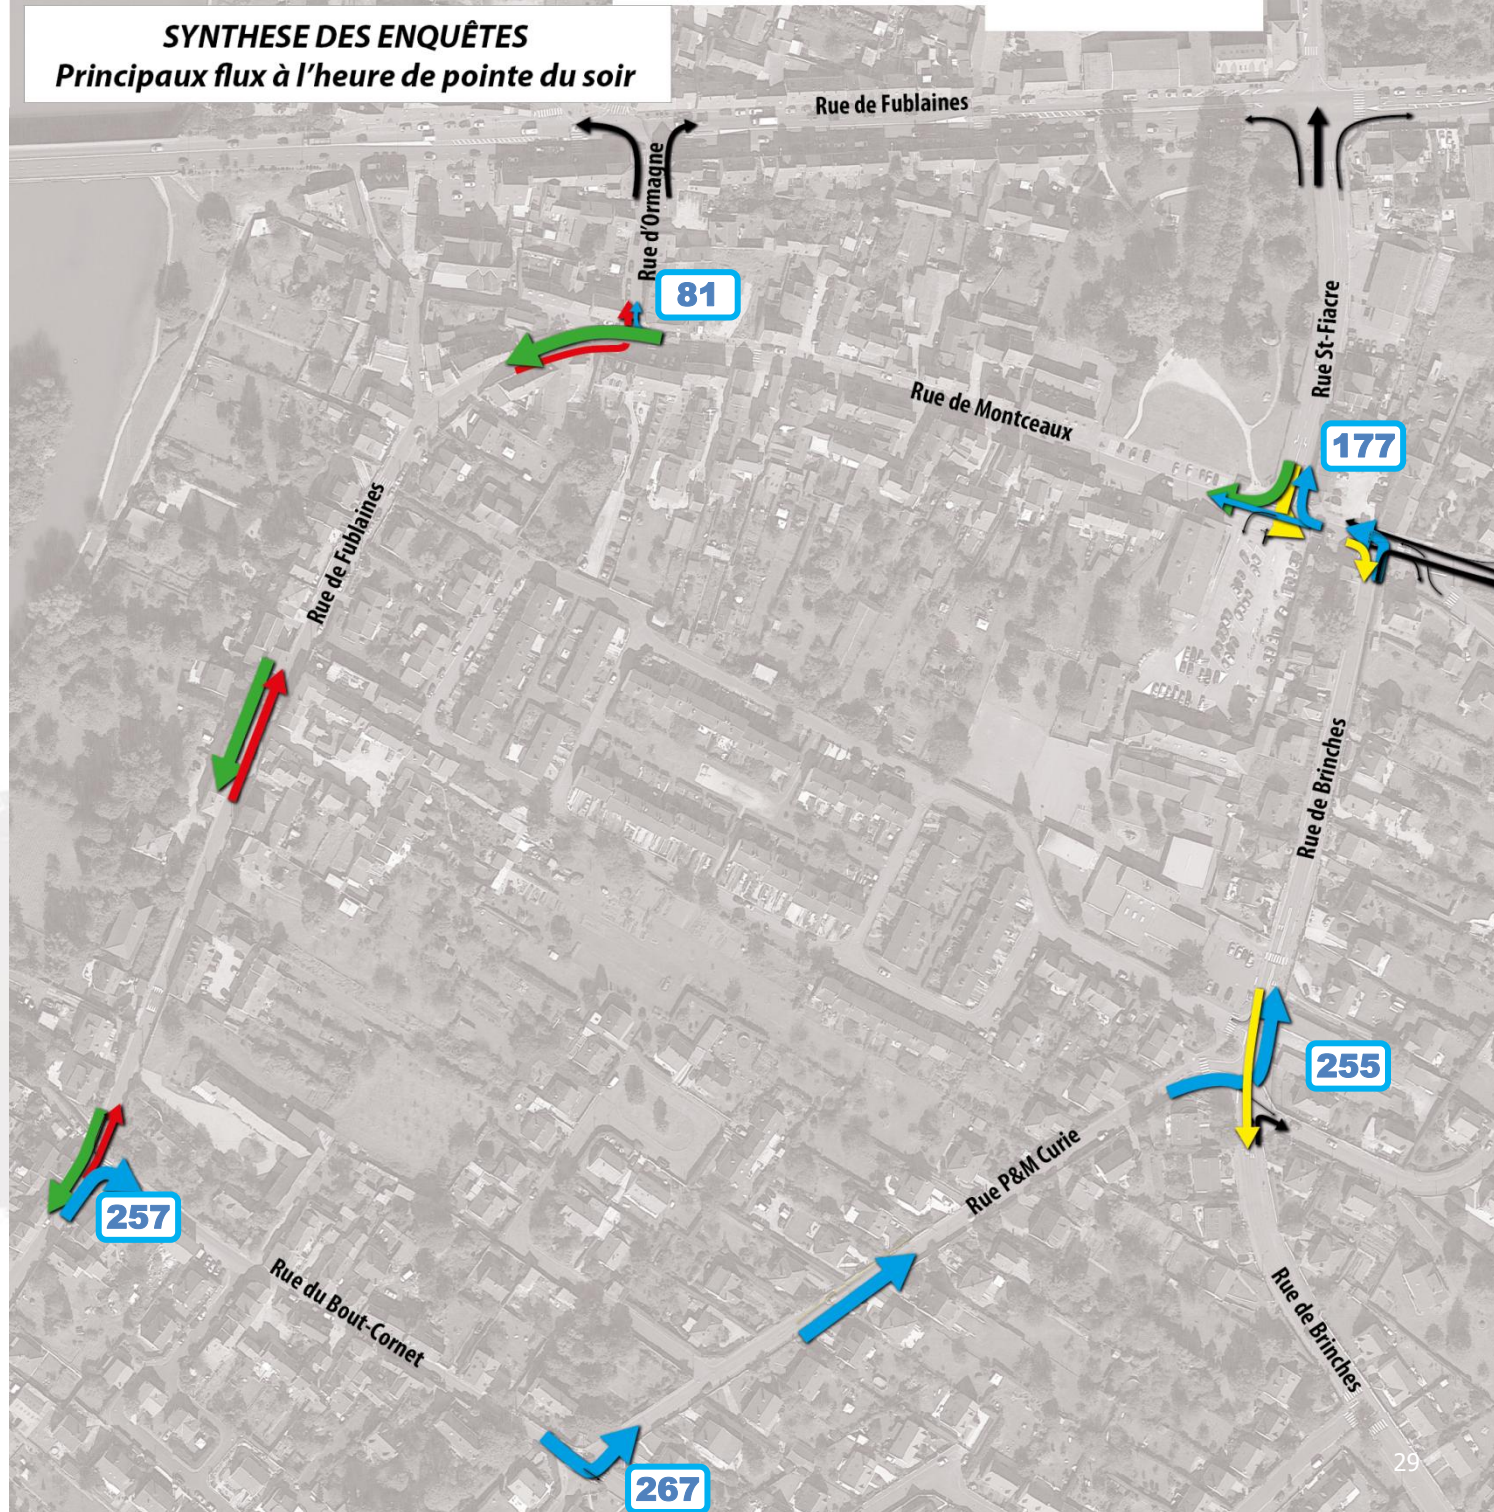 SYNTHESE DES ENQUÊTES
Principaux flux à l'heure de pointe du soir
Rue de Fublaines
Rue d'Ormagne
81
Rue St-Fiacre
Rue de Montceaux
177
Rue de Fublaines
Rue de Brinches
255
Rue P&M Curie
257
Rue du Bout-Cornet
Rue de Brinches
267
29